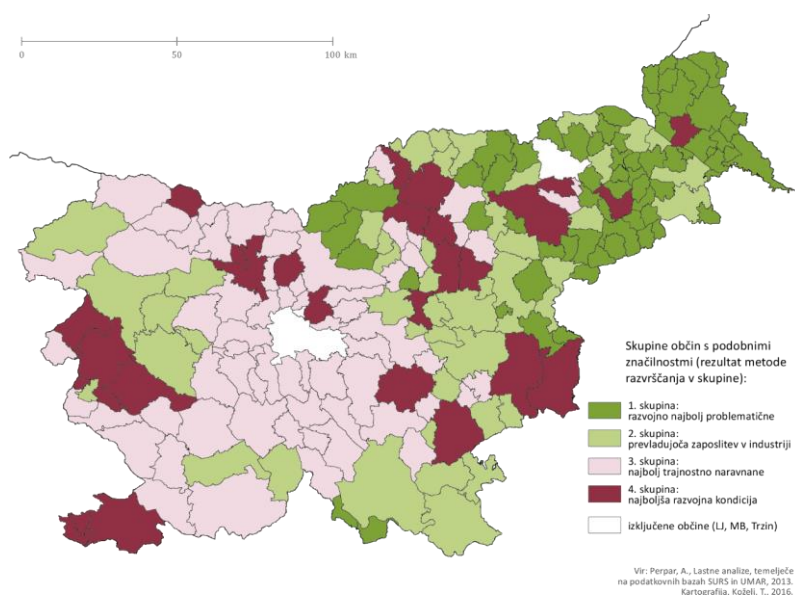 0 50 100 km
Skupine občin s podobnimi
značilnostmi (rezultat metode
razvrščanja v skupine):
1. skupina:
razvojno najbolj problematične
2. skupina:
prevladujoča zaposlitev v industriji
3. skupina:
najbolj trajnostno naravnane
4. skupina:
najboljša razvojna kondicija
izključene občine (LJ, MB, Trzin)
Vir: Perpar, A., Lastne analize, temelječe
na podatkovnih bazah SURS in UMAR, 2013.
Kartografija, Koželj, T., 2016.